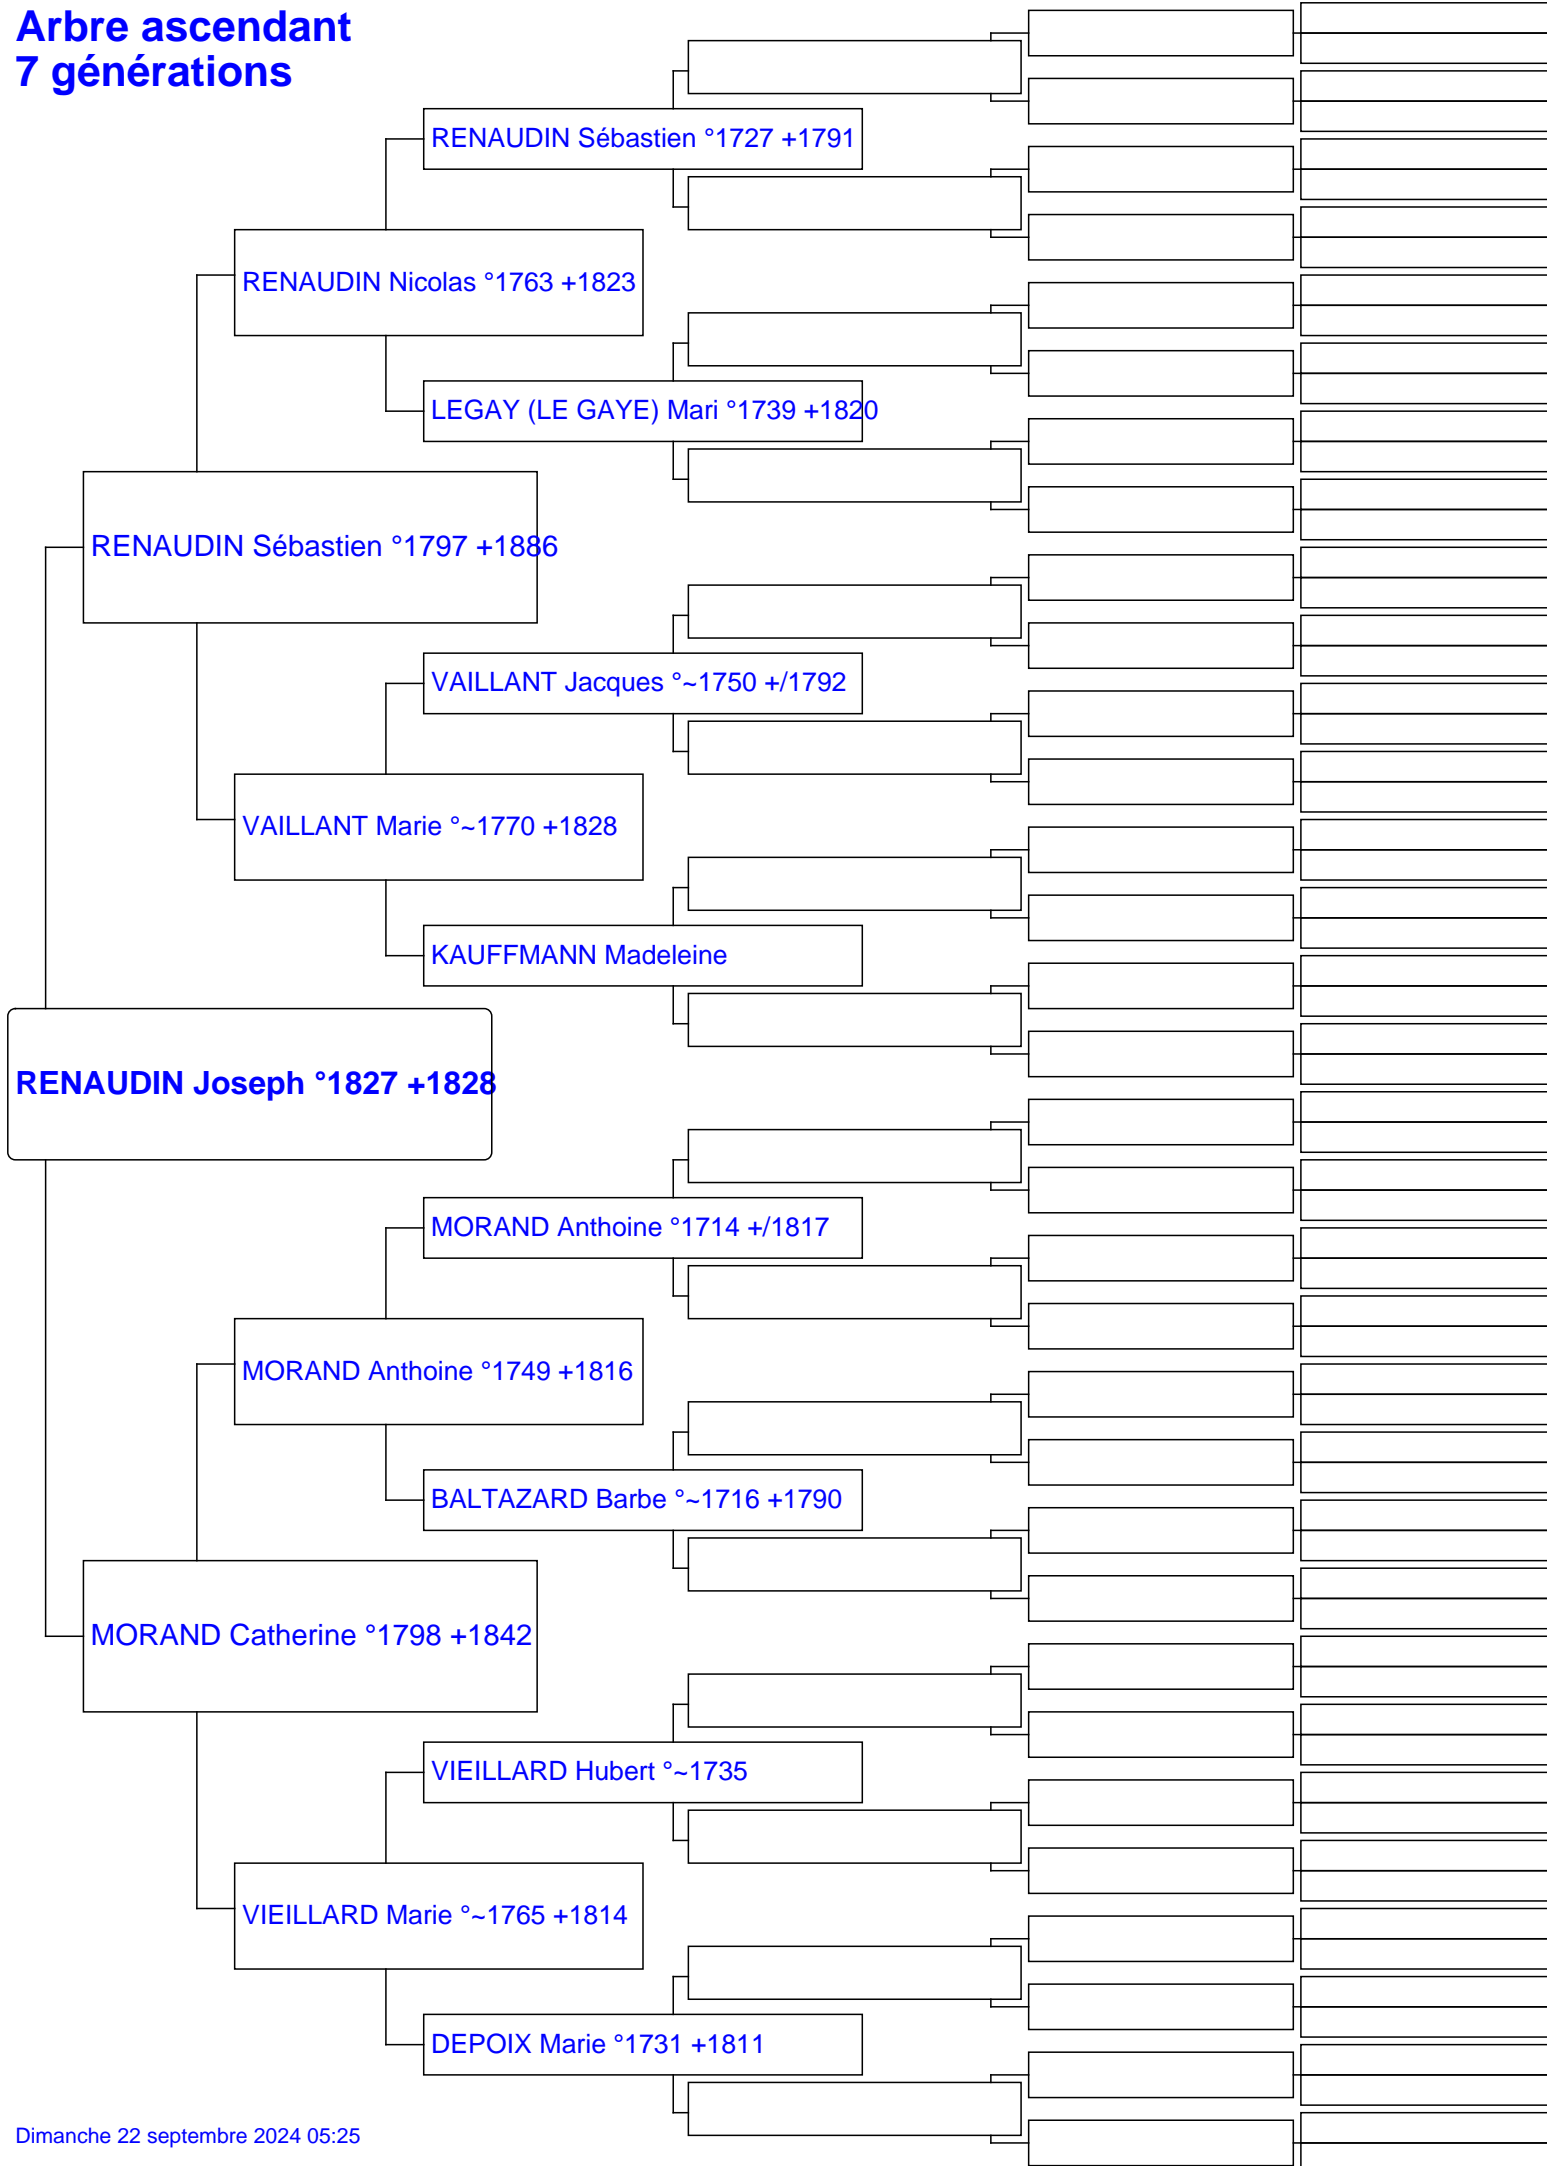 Arbre ascendant
7 générations
RENAUDIN Sébastien °1727 +1791
RENAUDIN Nicolas °1763 +1823
LEGAY (LE GAYE) Mari °1739 +1820
RENAUDIN Sébastien °1797 +1886
VAILLANT Jacques °~1750 +/1792
VAILLANT Marie °~1770 +1828
KAUFFMANN Madeleine
RENAUDIN Joseph °1827 +1828
MORAND Anthoine °1714 +/1817
MORAND Anthoine °1749 +1816
BALTAZARD Barbe °~1716 +1790
MORAND Catherine °1798 +1842
VIEILLARD Hubert °~1735
VIEILLARD Marie °~1765 +1814
DEPOIX Marie °1731 +1811
Dimanche 22 septembre 2024 05:25